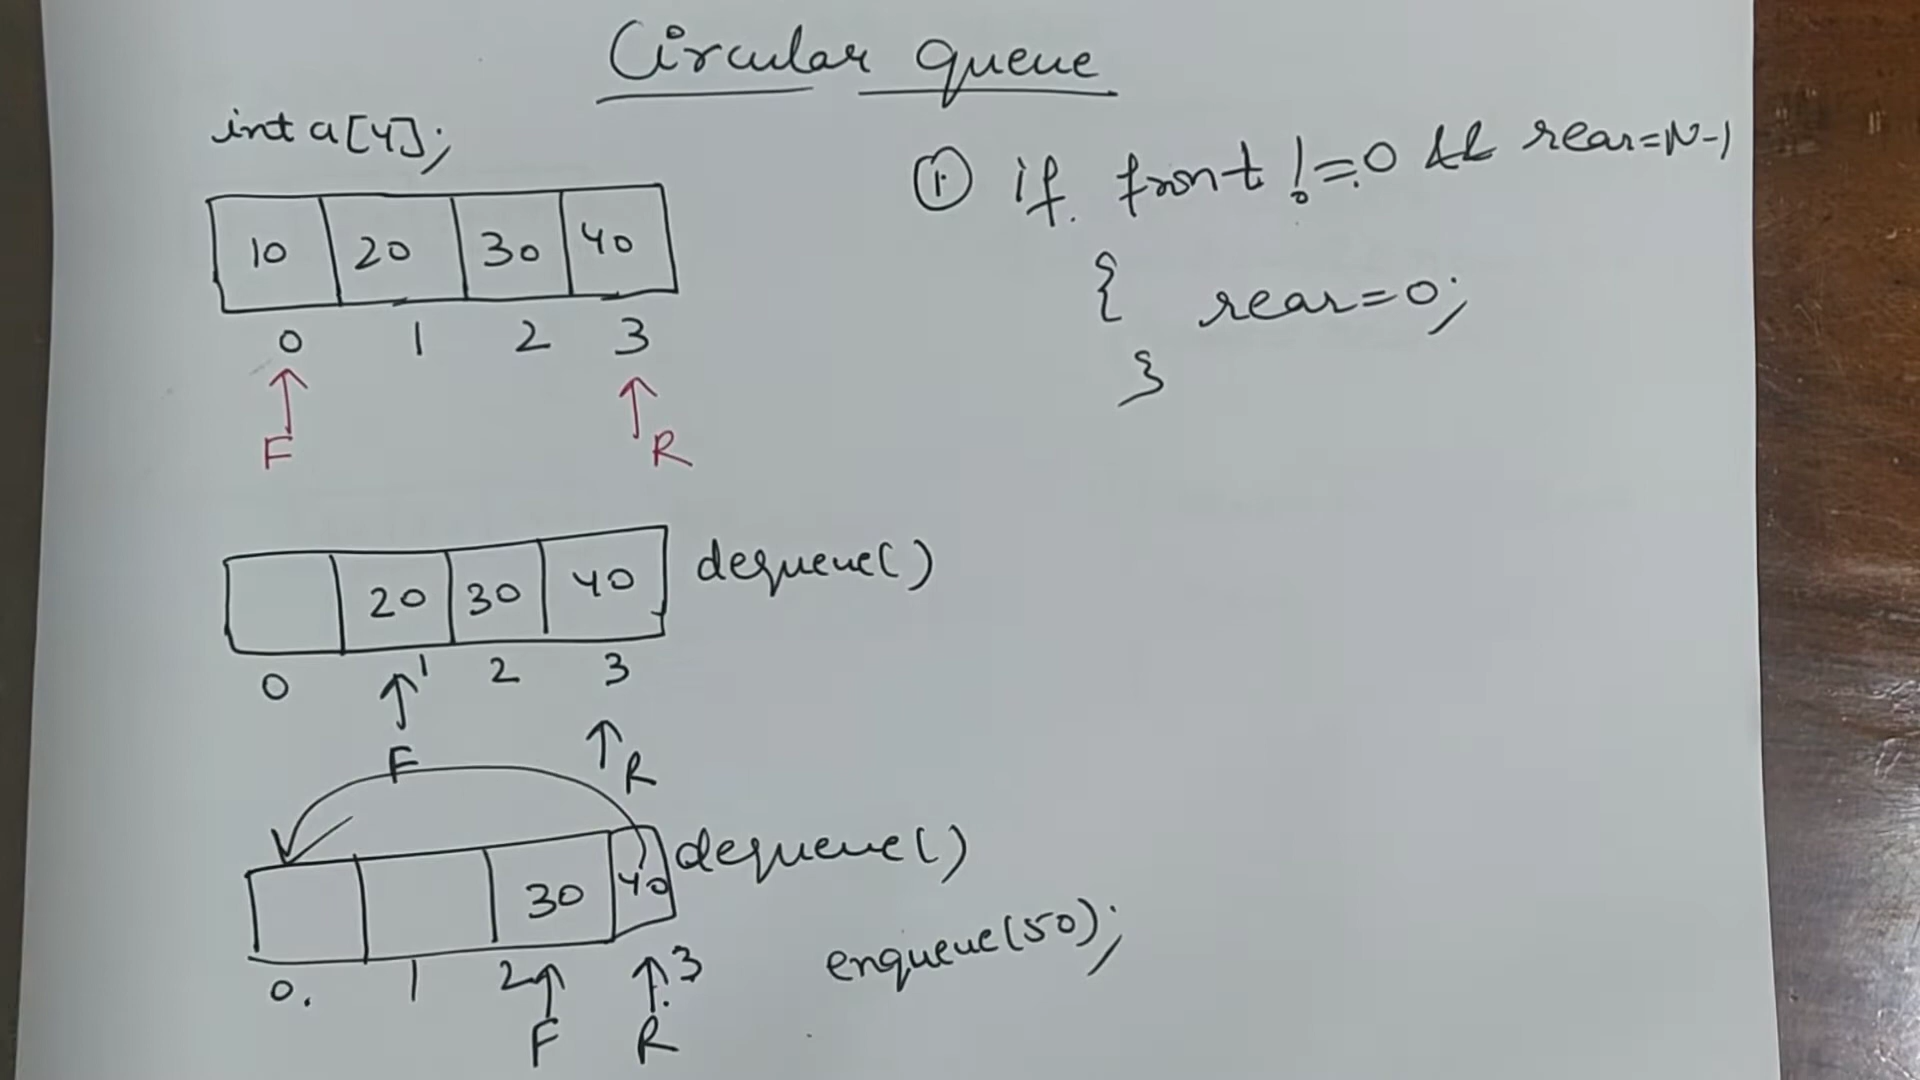 Circular queue
int a[4];
10 20 30 40
0 1 2 3
F R
① if front != 0 && rear=N-1
{ rear=0;
}
20 30 40 dequeue()
0 1 2 3
F R
30 40 dequeue()
0. 1 2 3
F R
enqueue(50);